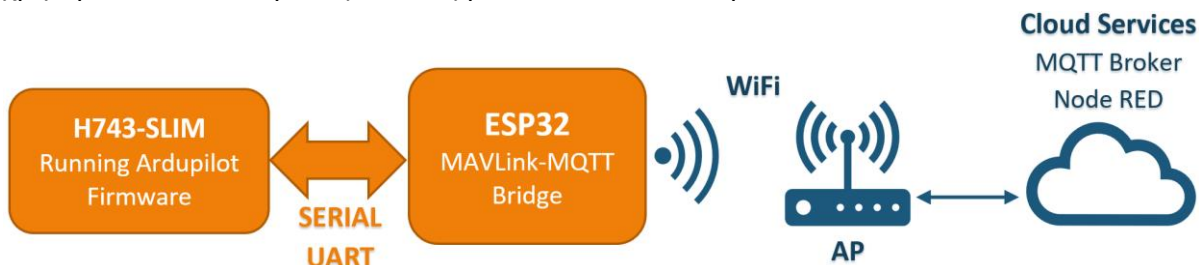 Cloud Services
MQTT Broker
Node RED
WiFi
H743-SLIM
Running Ardupilot
Firmware
SERIAL
UART
ESP32
MAVLink-MQTT
Bridge
AP